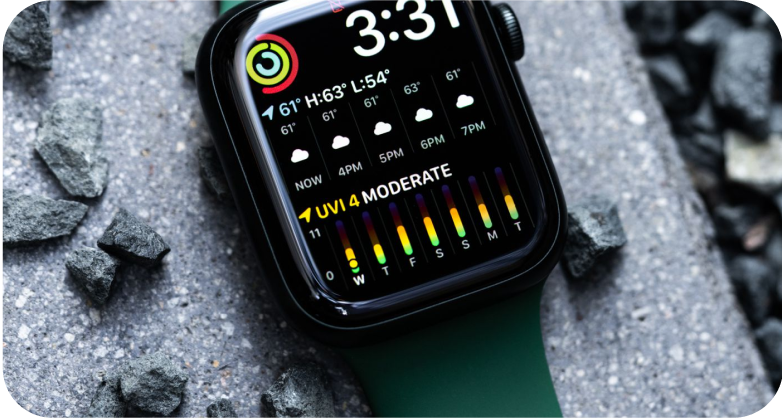 3:31
61° H:63° L:54°
61° 61° 61° 63° 61°
NOW 4PM 5PM 6PM 7PM
UVI 4 MODERATE
11
0
W T F S S M T